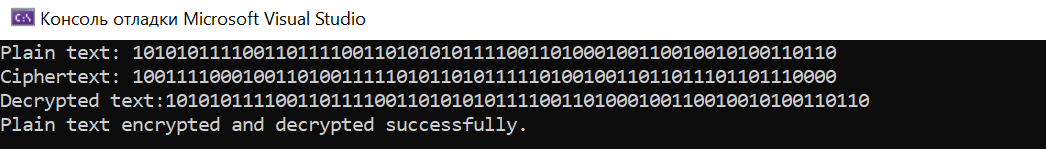 Консоль отладки Microsoft Visual Studio
Plain text: 1010101111001101111001101010101111001101000100110010010100110110
Ciphertext: 1001111000100110100111110101101011111010010011011011101101110000
Decrypted text:1010101111001101111001101010101111001101000100110010010100110110
Plain text encrypted and decrypted successfully.